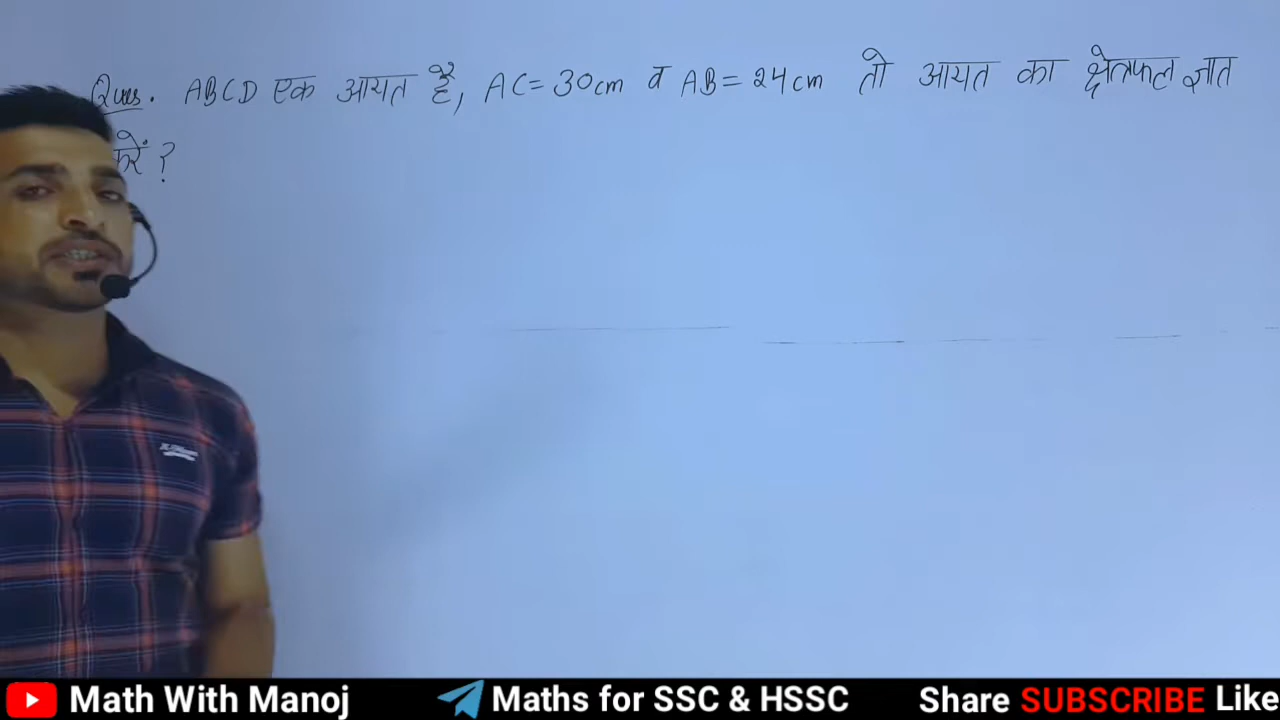 Ques. ABCD एक आयत है, AC = 30cm व AB = 24cm तो आयत का क्षेत्रफल ज्ञात
करें ?
Math With Manoj
Maths for SSC & HSSC
Share SUBSCRIBE Like